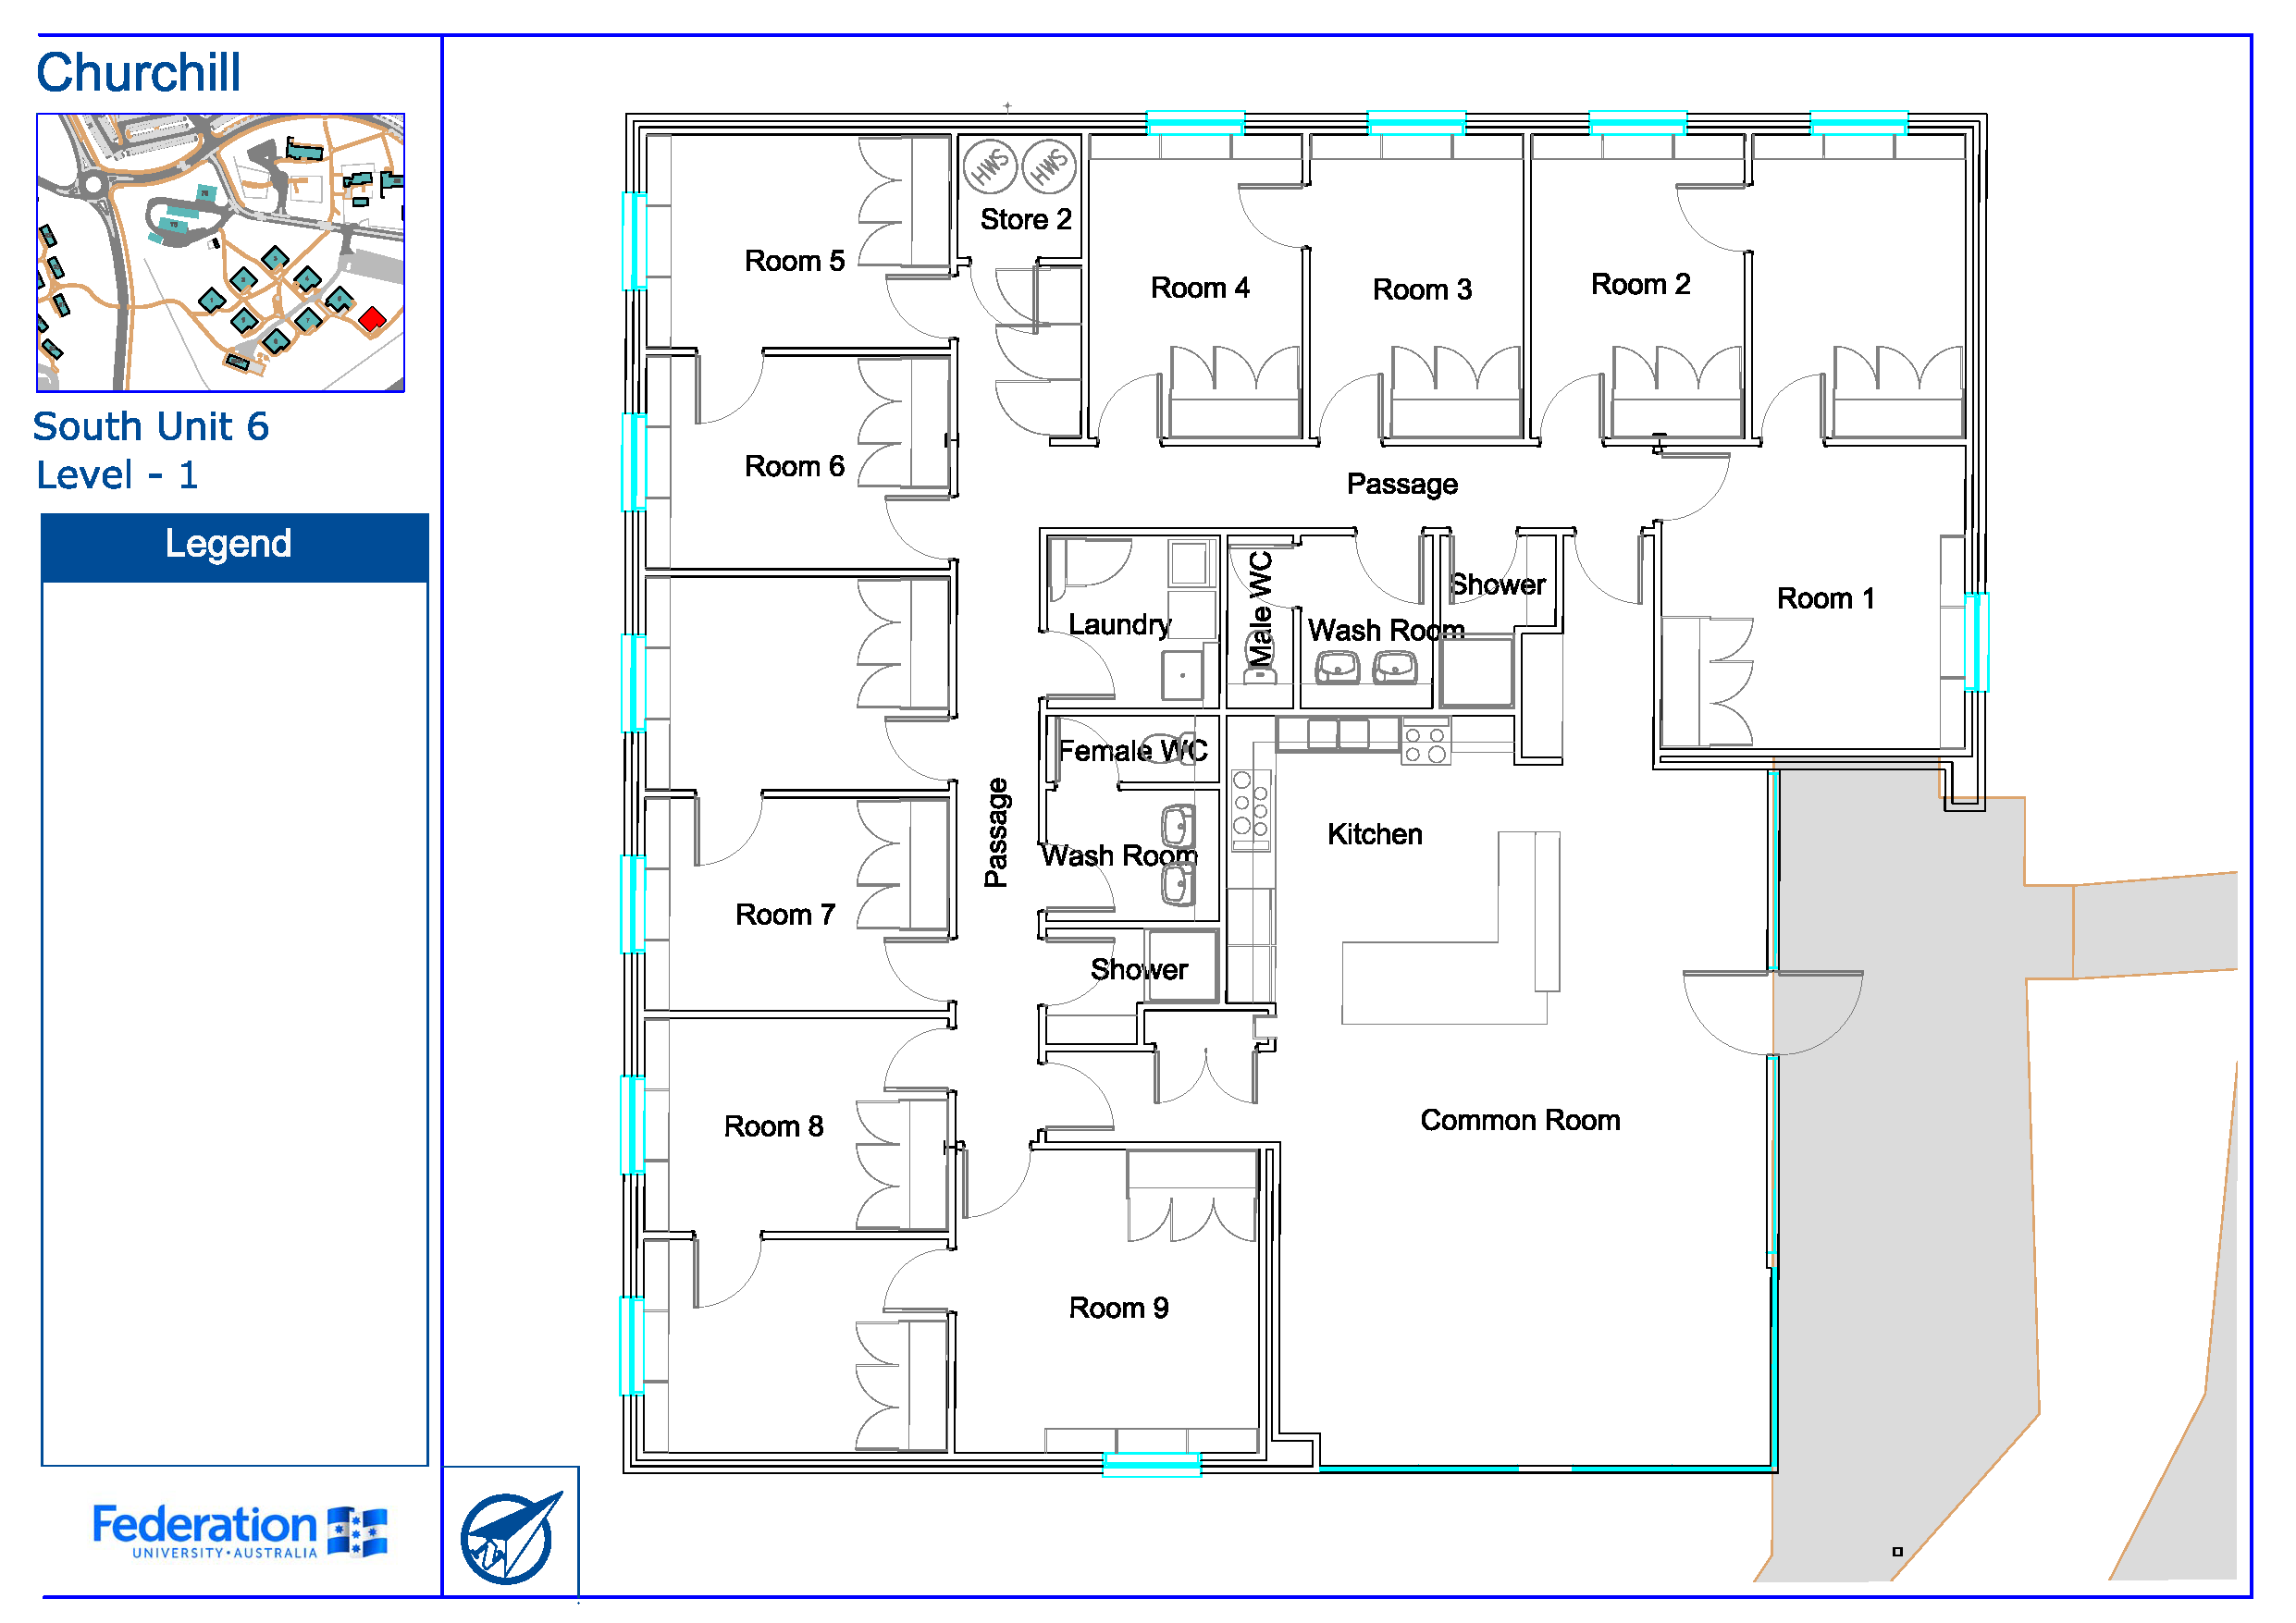 Churchill
South Unit 6
Level - 1
Legend
HWS
HWS
Store 2
Room 5
Room 4
Room 3
Room 2
Room 6
Passage
Male WC
Shower
Room 1
Laundry
Wash Room
Female WC
Passage
Kitchen
Wash Room
Room 7
Shower
Common Room
Room 8
Room 9
Federation
UNIVERSITY • AUSTRALIA
N